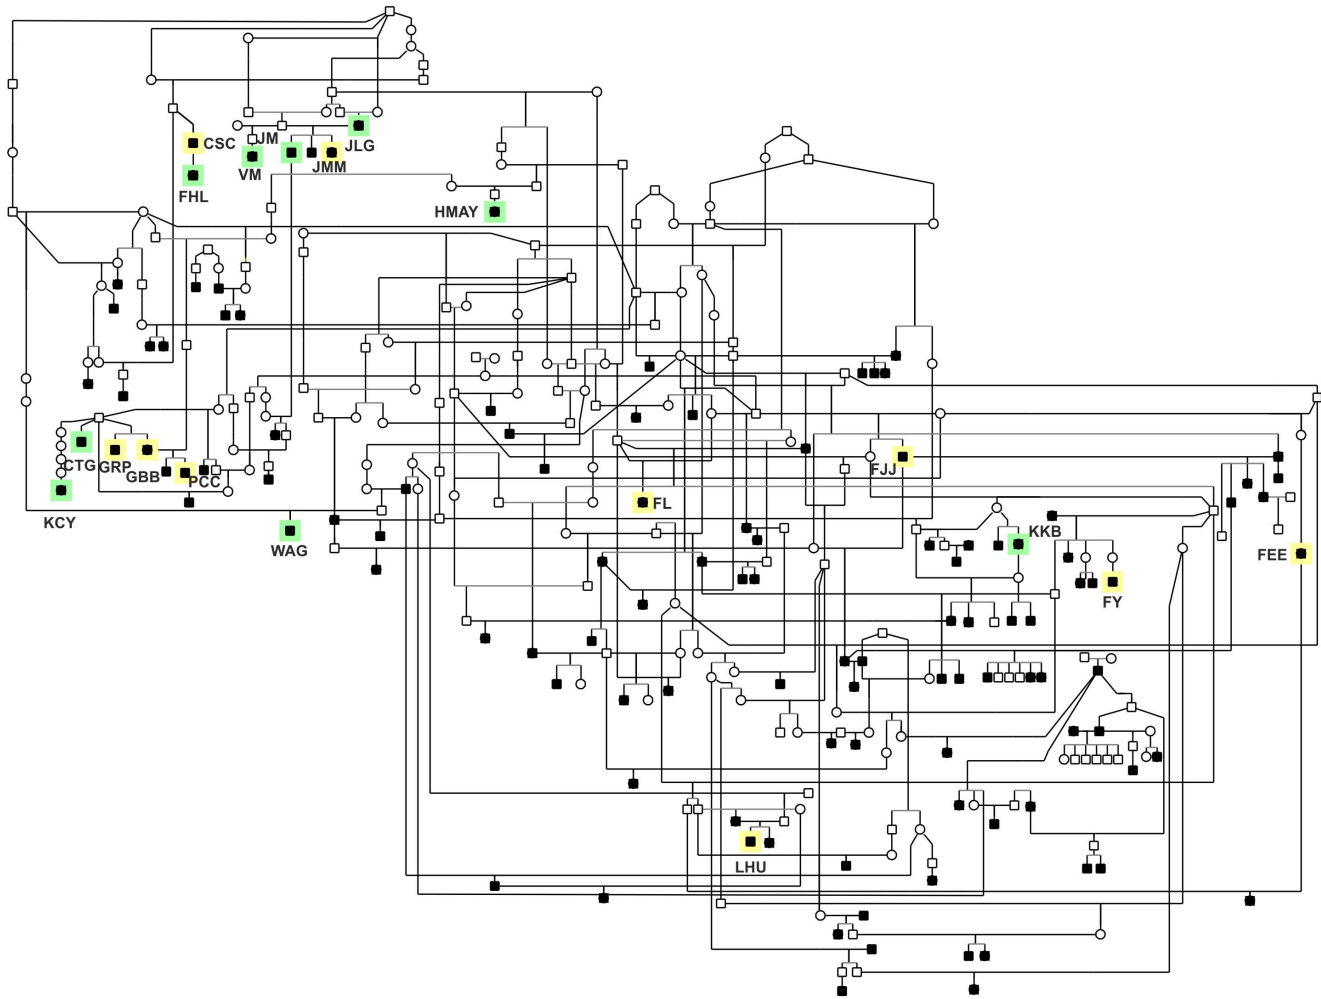 JM
CSC
JLG
JMM
VM
FHL
HMAY
CTG
GRP
GBB
PCC
FJJ
FL
KCY
KKB
WAG
FEE
FY
LHU